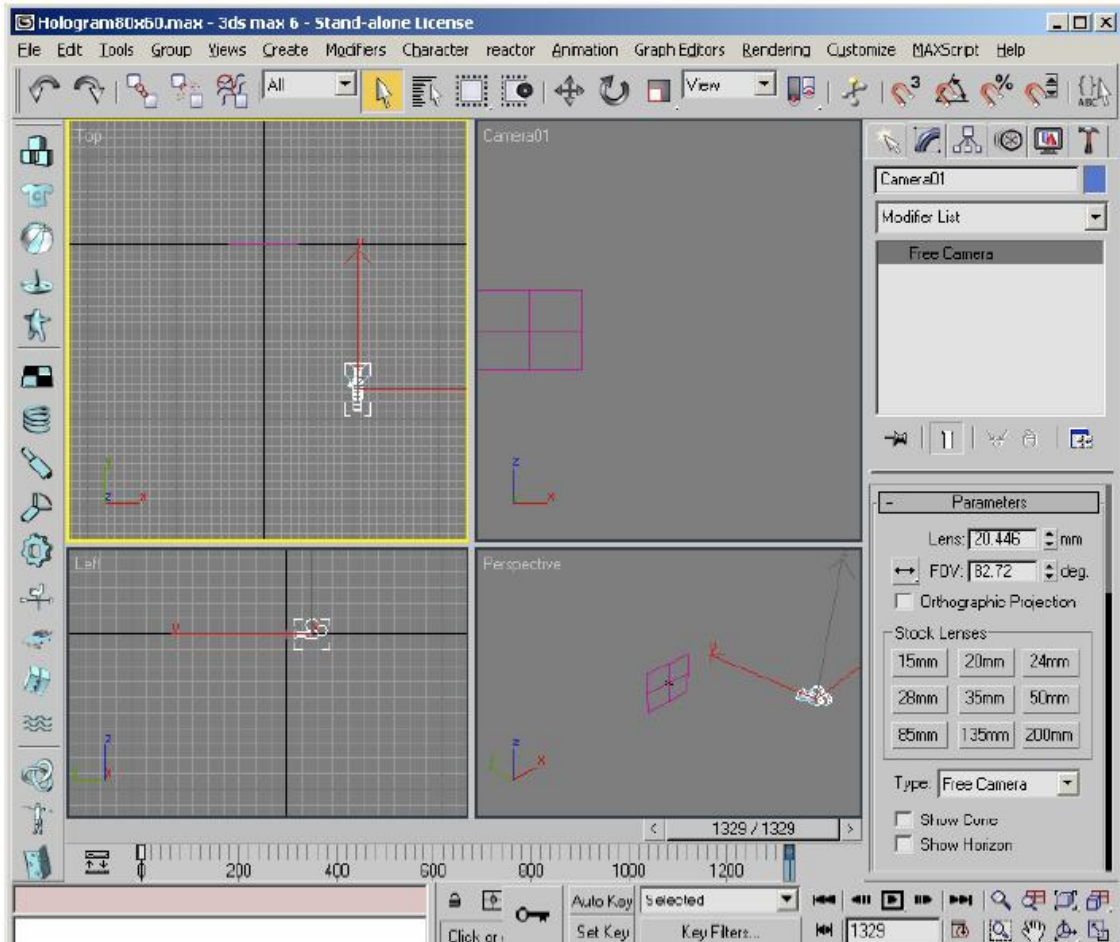 Hologram80x60.max - 3ds max 6 - Stand-alone License
File Edit Tools Group Views Create Modifiers Character reactor Animation Graph Editors Rendering Customize MAXScript Help
All View 3 % ABC
Top Camera01
Camera01
Modifier List
Free Camera
y
x
y
z x
z
x
Parameters
Lens: 20.446 mm
FOV: 82.72 deg.
Orthographic Projection
Left Perspective
Stock Lenses
15mm 20mm 24mm
28mm 35mm 50mm
85mm 135mm 200mm
Type: Free Camera
Show Cone
Show Horizon
y
z
x
z
x
< 1329 / 1329 >
0 200 400 600 800 1000 1200
Auto Key Selected
Click or
Set Key Key Filters... 1329